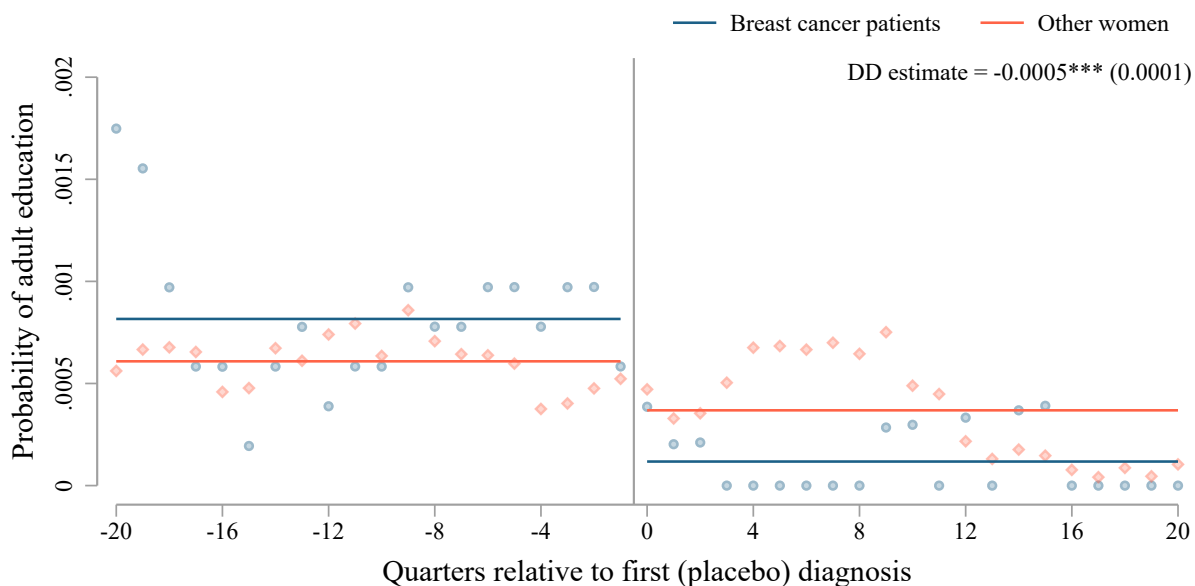 Breast cancer patients Other women
DD estimate = -0.0005*** (0.0001)
Probability of adult education
.002
.0015
.001
.0005
0
-20 -16 -12 -8 -4 0 4 8 12 16 20
Quarters relative to first (placebo) diagnosis